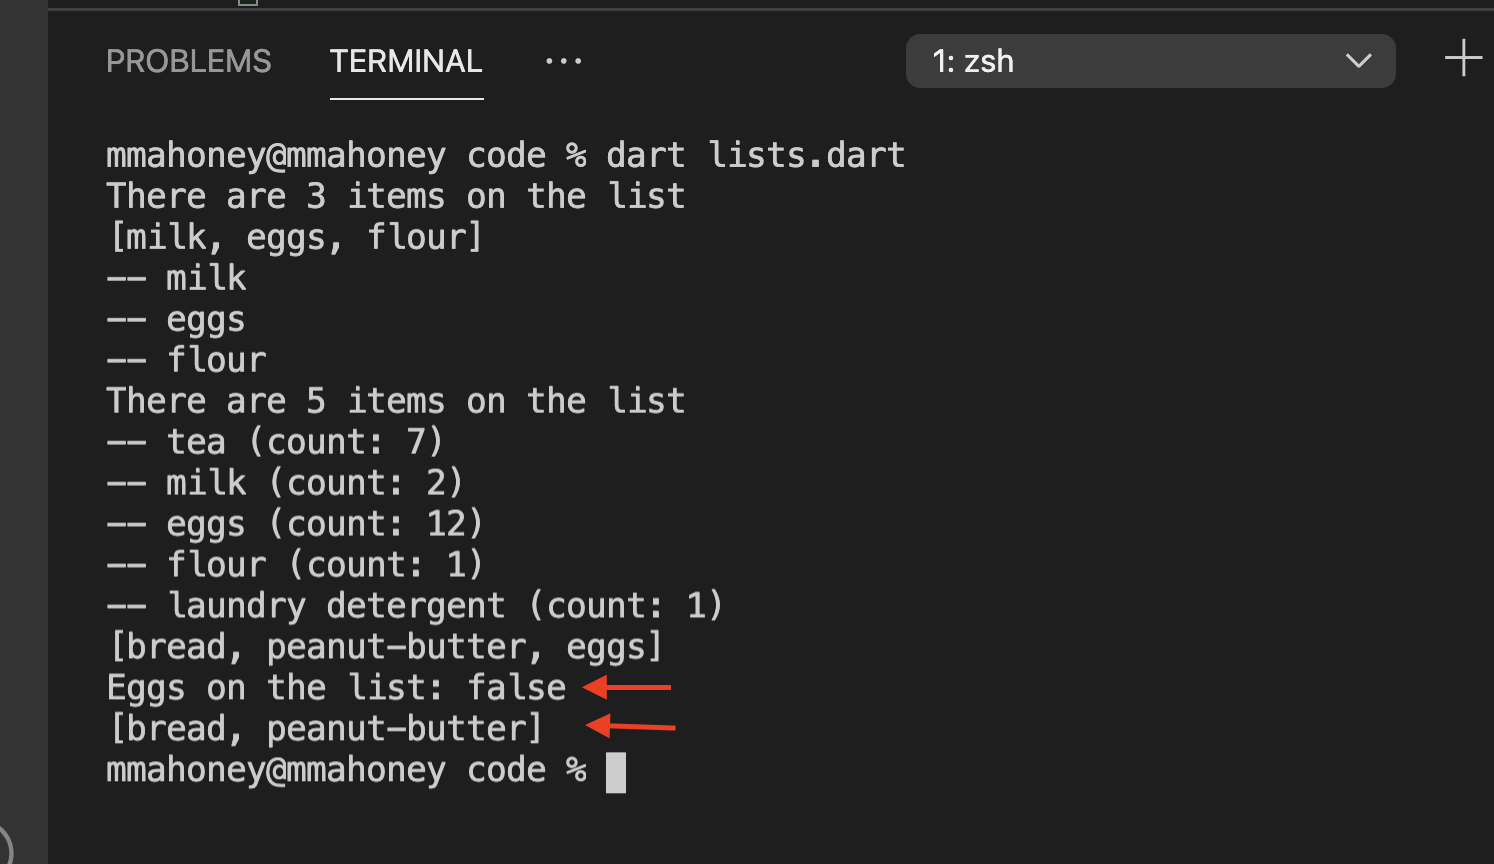 PROBLEMS TERMINAL ... 1: zsh
mmahoney@mmahoney code % dart lists.dart
There are 3 items on the list
[milk, eggs, flour]
-- milk
-- eggs
-- flour
There are 5 items on the list
-- tea (count: 7)
-- milk (count: 2)
-- eggs (count: 12)
-- flour (count: 1)
-- laundry detergent (count: 1)
[bread, peanut-butter, eggs]
Eggs on the list: false
[bread, peanut-butter]
mmahoney@mmahoney code %